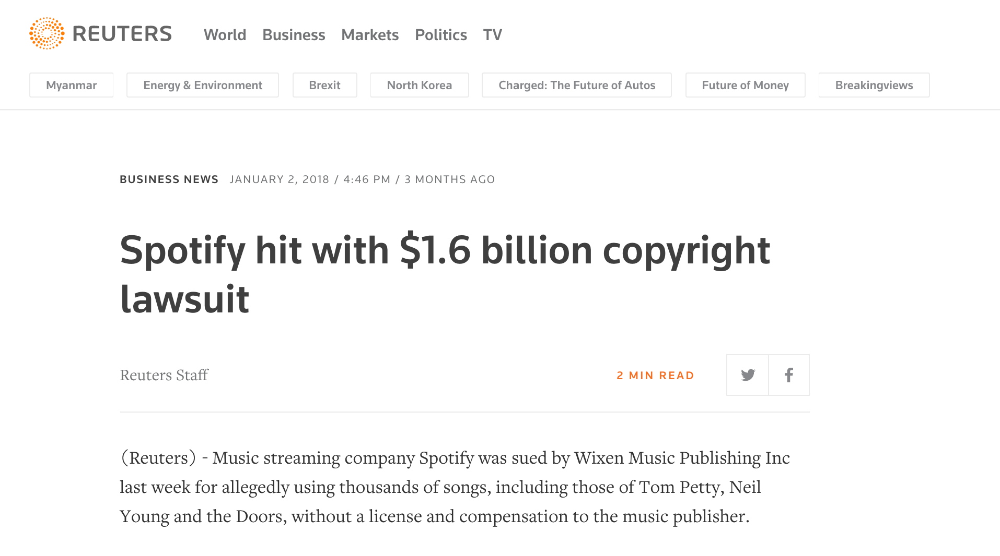 REUTERS World Business Markets Politics TV
Myanmar Energy & Environment Brexit North Korea Charged: The Future of Autos Future of Money Breakingviews
BUSINESS NEWS JANUARY 2, 2018 / 4:46 PM / 3 MONTHS AGO
Spotify hit with $1.6 billion copyright
lawsuit
Reuters Staff 2 MIN READ
(Reuters) - Music streaming company Spotify was sued by Wixen Music Publishing Inc
last week for allegedly using thousands of songs, including those of Tom Petty, Neil
Young and the Doors, without a license and compensation to the music publisher.